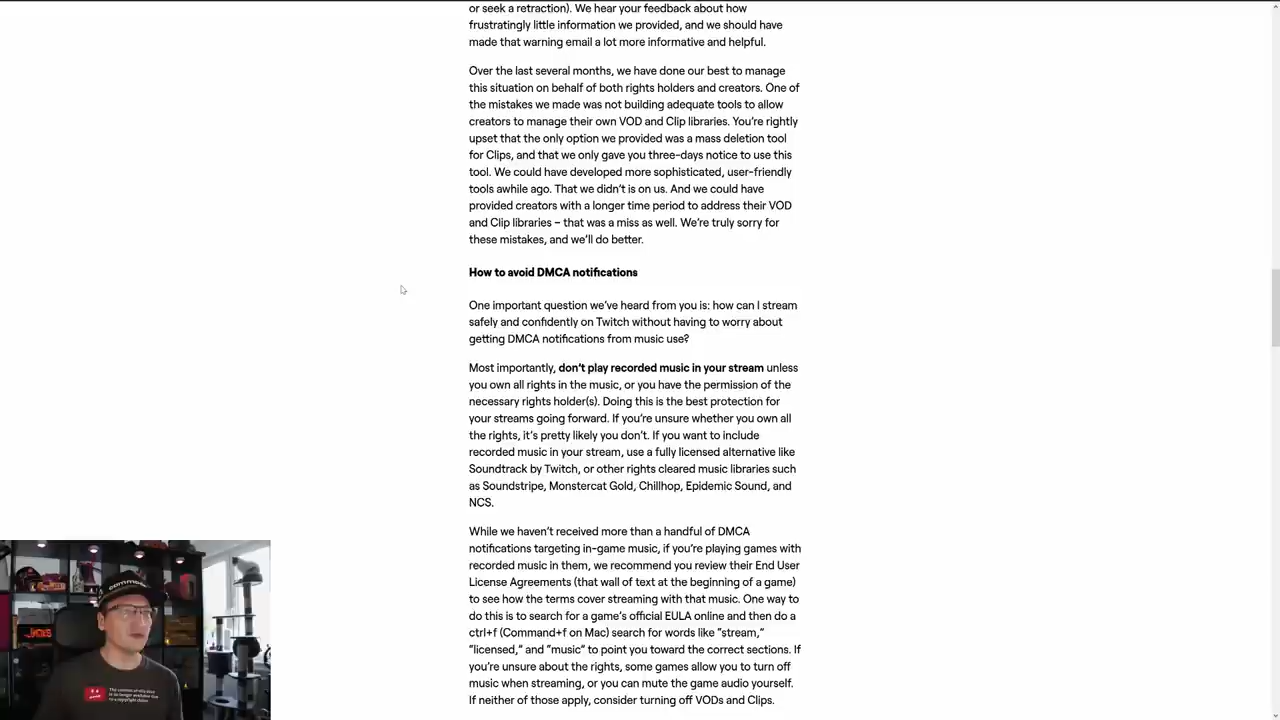 or seek a retraction). We hear your feedback about how
frustratingly little information we provided, and we should have
made that warning email a lot more informative and helpful.
Over the last several months, we have done our best to manage
this situation on behalf of both rights holders and creators. One of
the mistakes we made was not building adequate tools to allow
creators to manage their own VOD and Clip libraries. You’re rightly
upset that the only option we provided was a mass deletion tool
for Clips, and that we only gave you three-days notice to use this
tool. We could have developed more sophisticated, user-friendly
tools awhile ago. That we didn’t is on us. And we could have
provided creators with a longer time period to address their VOD
and Clip libraries – that was a miss as well. We’re truly sorry for
these mistakes, and we’ll do better.
How to avoid DMCA notifications
One important question we’ve heard from you is: how can I stream
safely and confidently on Twitch without having to worry about
getting DMCA notifications from music use?
Most importantly, don’t play recorded music in your stream unless
you own all rights in the music, or you have the permission of the
necessary rights holder(s). Doing this is the best protection for
your streams going forward. If you’re unsure whether you own all
the rights, it’s pretty likely you don’t. If you want to include
recorded music in your stream, use a fully licensed alternative like
Soundtrack by Twitch, or other rights cleared music libraries such
as Soundstripe, Monstercat Gold, Chillhop, Epidemic Sound, and
NCS.
While we haven’t received more than a handful of DMCA
notifications targeting in-game music, if you’re playing games with
recorded music in them, we recommend you review their End User
License Agreements (that wall of text at the beginning of a game)
to see how the terms cover streaming with that music. One way to
do this is to search for a game’s official EULA online and then do a
ctrl+f (Command+f on Mac) search for words like “stream,”
“licensed,” and “music” to point you toward the correct sections. If
you’re unsure about the rights, some games allow you to turn off
music when streaming, or you can mute the game audio yourself.
If neither of those apply, consider turning off VODs and Clips.